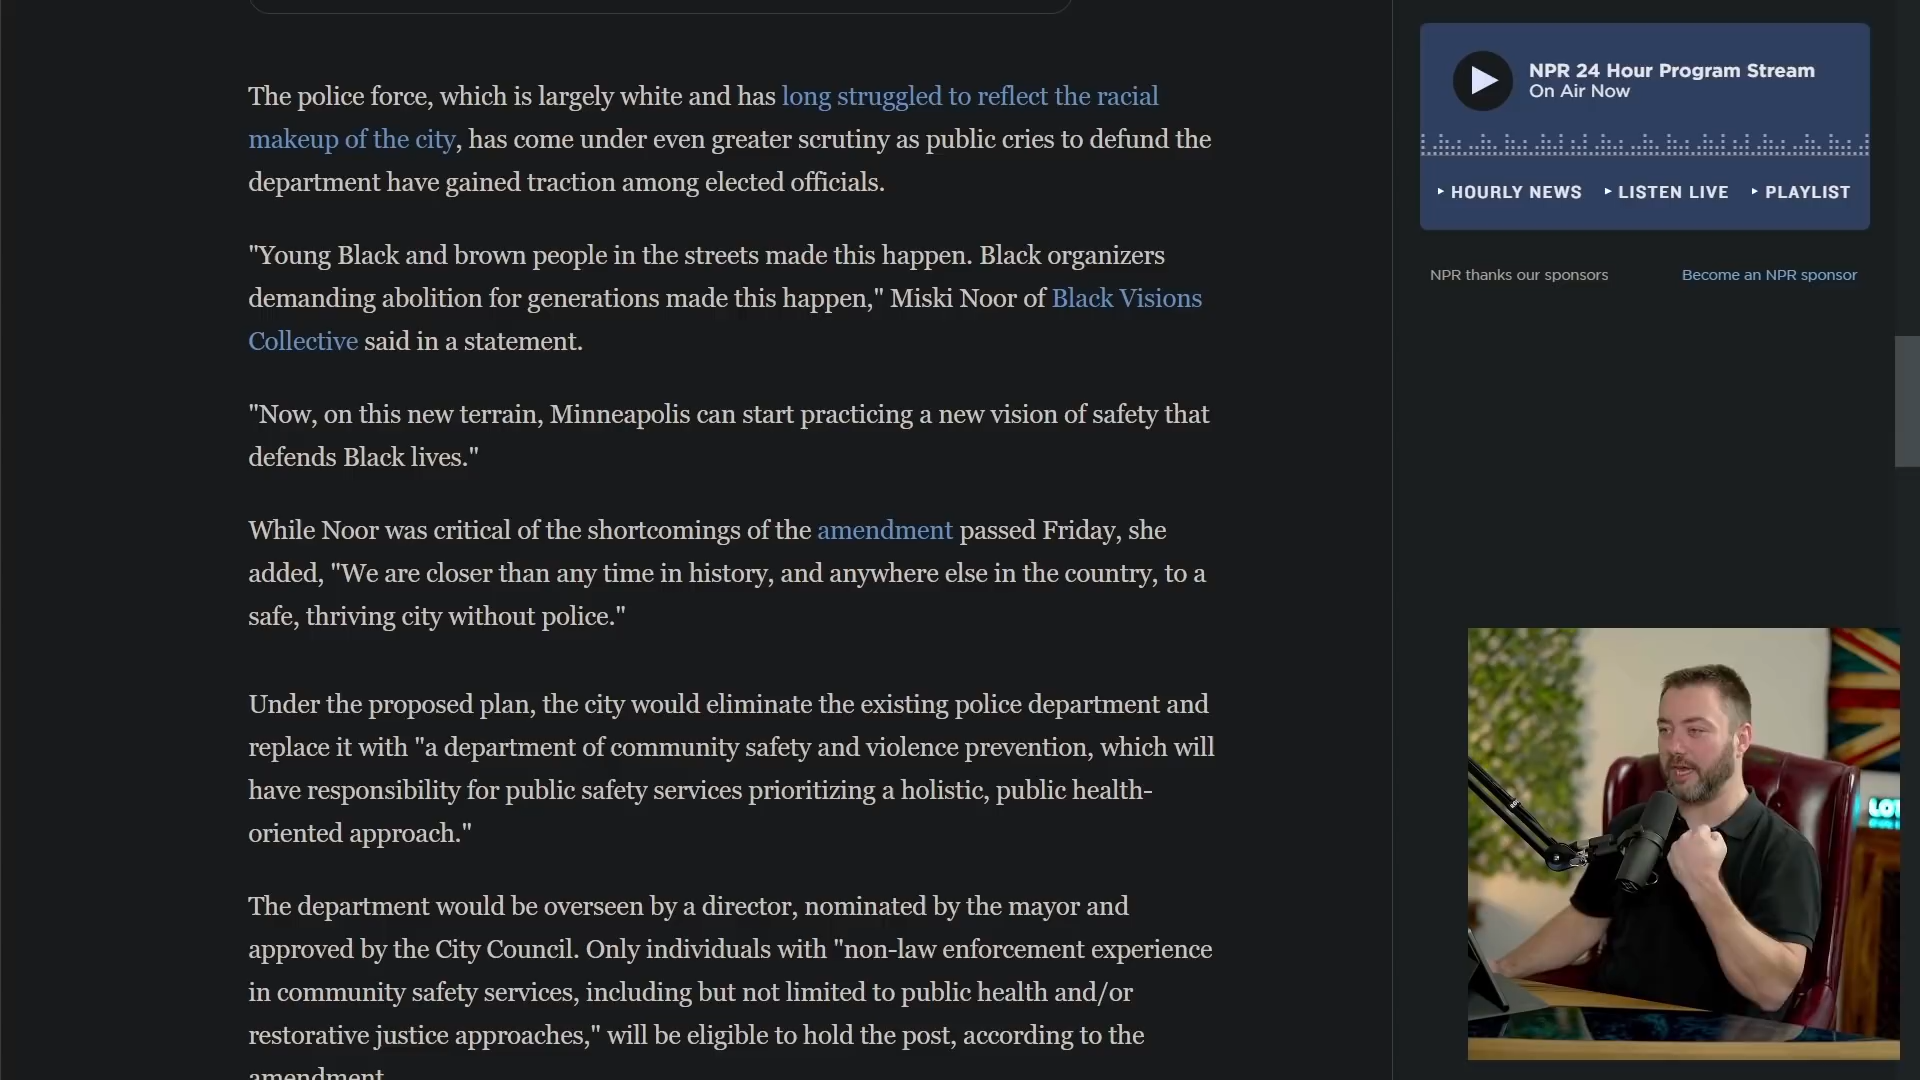 The police force, which is largely white and has long struggled to reflect the racial
makeup of the city, has come under even greater scrutiny as public cries to defund the
department have gained traction among elected officials.
"Young Black and brown people in the streets made this happen. Black organizers
demanding abolition for generations made this happen," Miski Noor of Black Visions
Collective said in a statement.
"Now, on this new terrain, Minneapolis can start practicing a new vision of safety that
defends Black lives."
While Noor was critical of the shortcomings of the amendment passed Friday, she
added, "We are closer than any time in history, and anywhere else in the country, to a
safe, thriving city without police."
Under the proposed plan, the city would eliminate the existing police department and
replace it with "a department of community safety and violence prevention, which will
have responsibility for public safety services prioritizing a holistic, public health-
oriented approach."
The department would be overseen by a director, nominated by the mayor and
approved by the City Council. Only individuals with "non-law enforcement experience
in community safety services, including but not limited to public health and/or
restorative justice approaches," will be eligible to hold the post, according to the
amendment.
NPR 24 Hour Program Stream
On Air Now
HOURLY NEWS LISTEN LIVE PLAYLIST
NPR thanks our sponsors Become an NPR sponsor